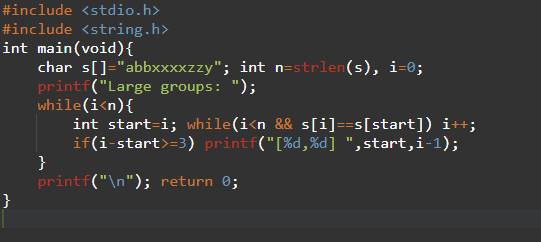 #include <stdio.h>
#include <string.h>
int main(void){
    char s[]="abbxxxxzzy"; int n=strlen(s), i=0;
    printf("Large groups: ");
    while(i<n){
        int start=i; while(i<n && s[i]==s[start]) i++;
        if(i-start>=3) printf("[%d,%d] ",start,i-1);
    }
    printf("\n"); return 0;
}